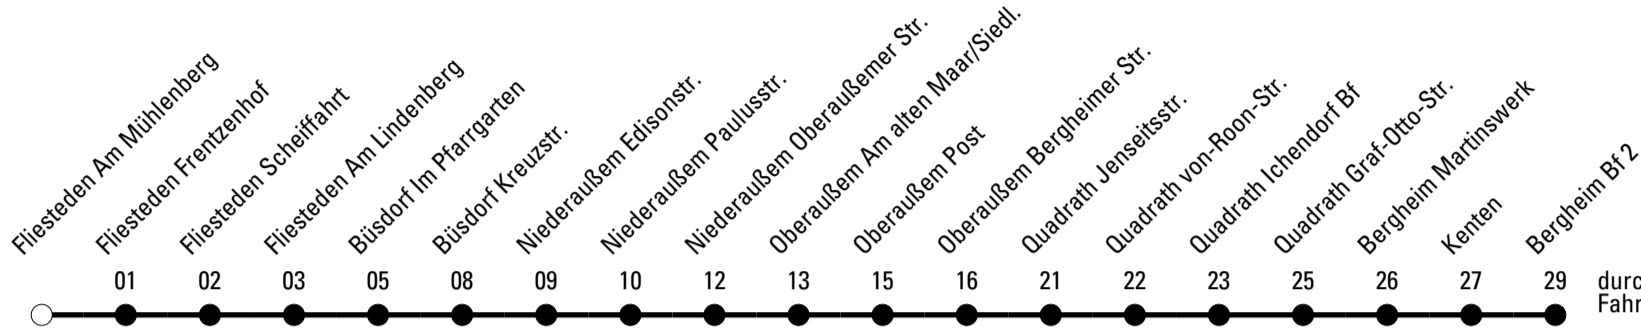 Fliesteden Am Mühlenberg
Fliesteden Frentzenhof
Fliesteden Scheiffahrt
Fliesteden Am Lindenberg
Büsdorf Im Pfarrgarten
Büsdorf Kreuzstr.
Niederaußem Edisonstr.
Niederaußem Paulusstr.
Niederaußem Oberaußemer Str.
Oberaußem Am alten Maar/Siedl.
Oberaußem Post
Oberaußem Bergheimer Str.
Quadrath Jenseitsstr.
Quadrath von-Roon-Str.
Quadrath Ichendorf Bf
Quadrath Graf-Otto-Str.
Bergheim Martinswerk
Kenten
Bergheim Bf 2
01 02 03 05 08 09 10 12 13 15 16 21 22 23 25 26 27 29 durc
Fahr